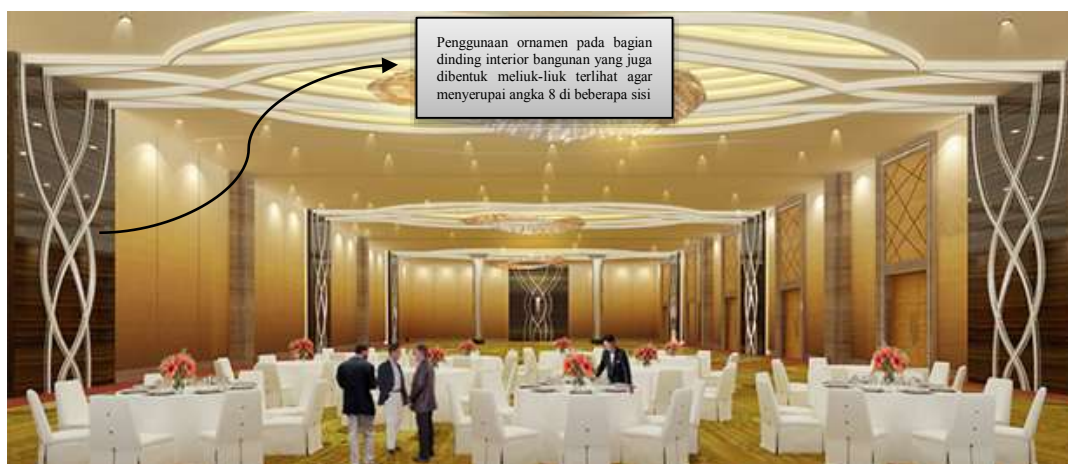 Penggunaan ornamen pada bagian
dinding interior bangunan yang juga
dibentuk meliuk-liuk terlihat agar
menyerupai angka 8 di beberapa sisi